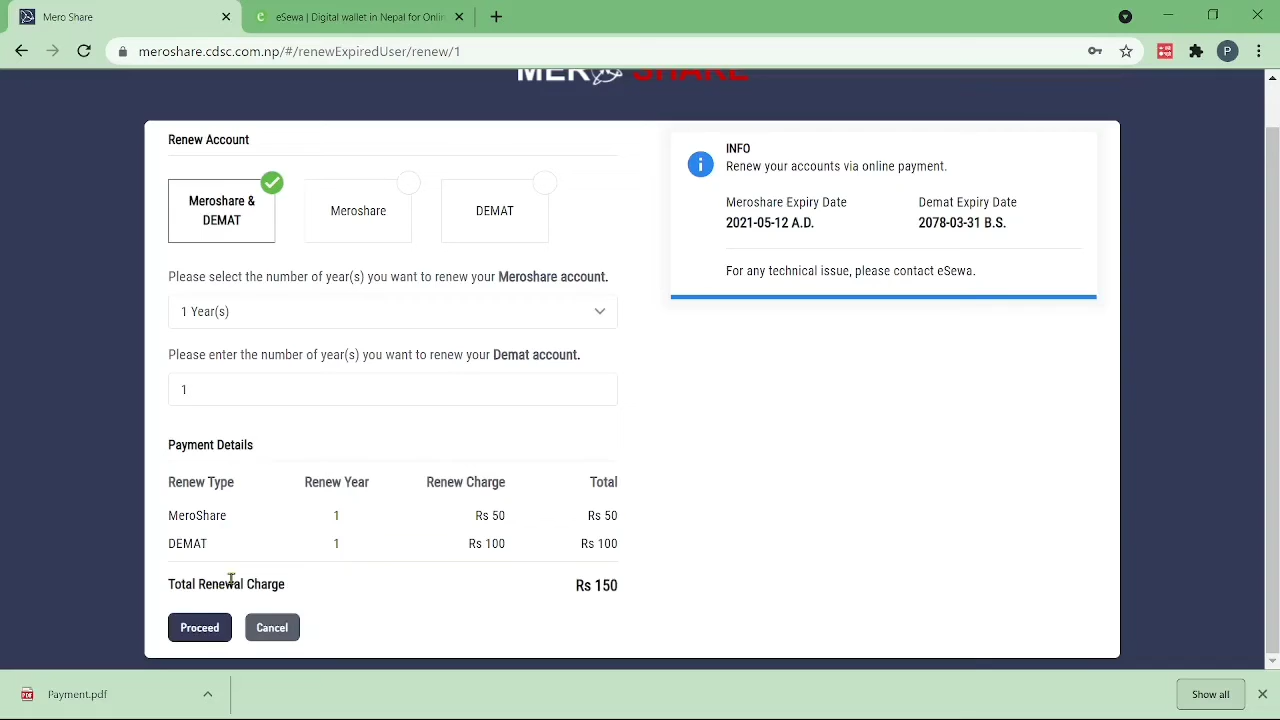 Mero Share
eSewa | Digital wallet in Nepal for Onlin
meroshare.cdsc.com.np/#/renewExpiredUser/renew/1
P
MERO SHARE
Renew Account
Meroshare &
DEMAT
Meroshare
DEMAT
Please select the number of year(s) you want to renew your Meroshare account.
1 Year(s)
Please enter the number of year(s) you want to renew your Demat account.
1
Payment Details
Renew Type Renew Year Renew Charge Total
MeroShare 1 Rs 50 Rs 50
DEMAT 1 Rs 100 Rs 100
Total Renewal Charge Rs 150
Proceed Cancel
INFO
Renew your accounts via online payment.
Meroshare Expiry Date Demat Expiry Date
2021-05-12 A.D. 2078-03-31 B.S.
For any technical issue, please contact eSewa.
Payment.pdf
Show all